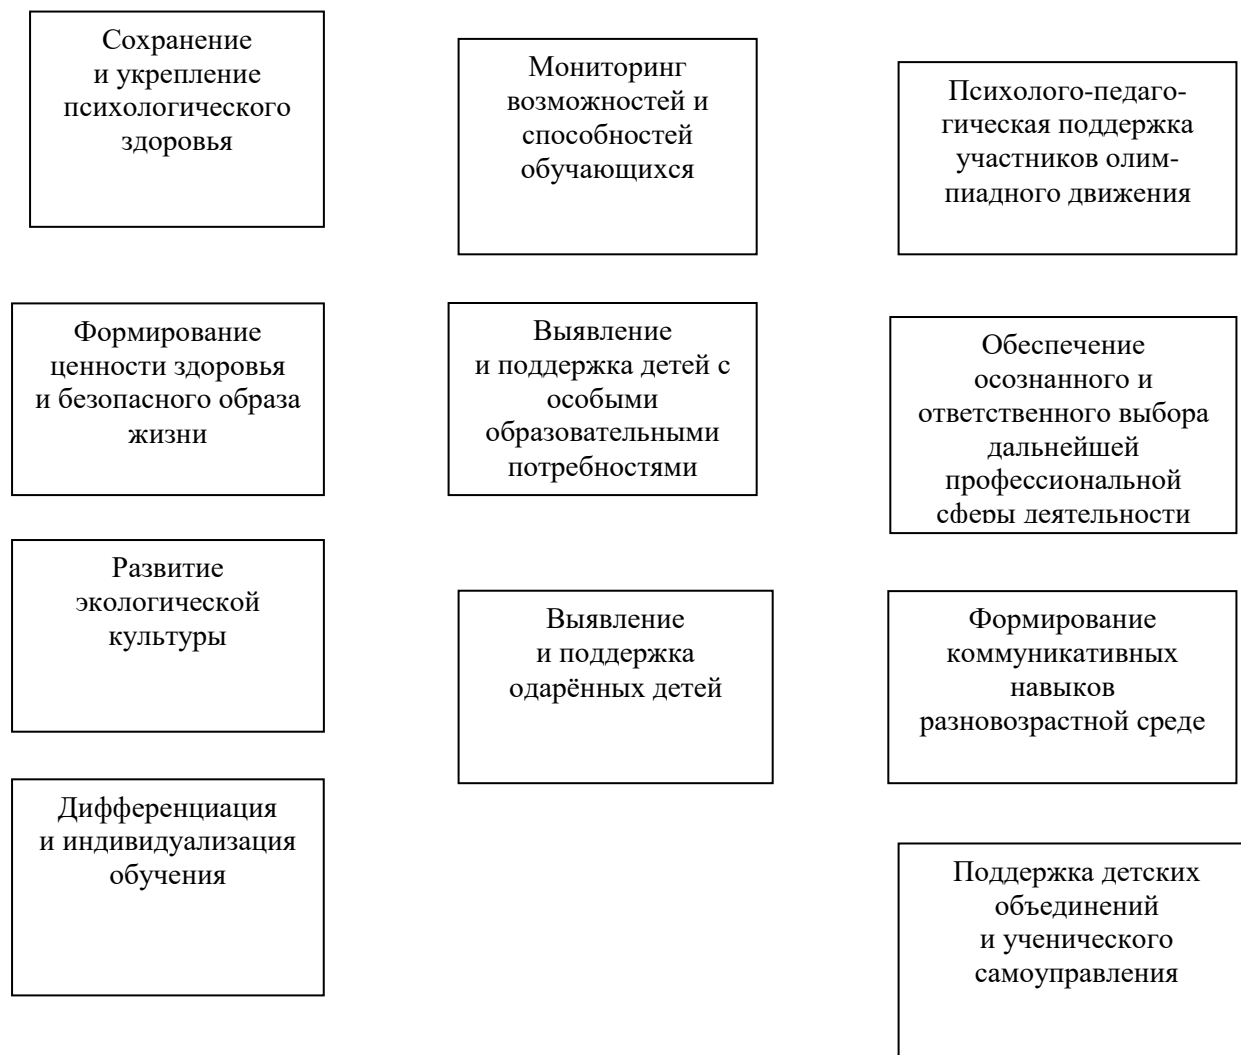 Сохранение
и укрепление
психологического
здоровья
Мониторинг
возможностей и
способностей
обучающихся
Психолого-педаго-
гическая поддержка
участников олим-
пиадного движения
Формирование
ценности здоровья
и безопасного образа
жизни
Выявление
и поддержка детей с
особыми
образовательными
потребностями
Обеспечение
осознанного и
ответственного выбора
дальнейшей
профессиональной
сферы деятельности
Развитие
экологической
культуры
Выявление
и поддержка
одарённых детей
Формирование
коммуникативных
навыков
разновозрастной среде
Дифференциация
и индивидуализация
обучения
Поддержка детских
объединений
и ученического
самоуправления